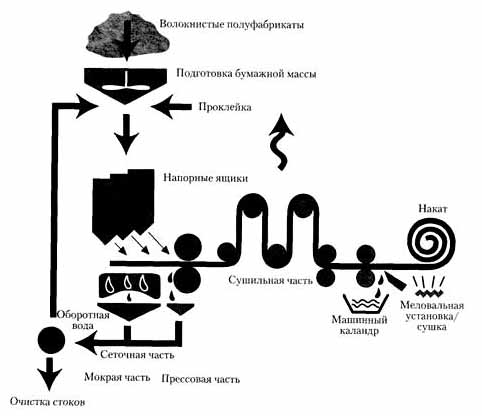 Волокнистые полуфабрикаты
Подготовка бумажной массы
Проклейка
Напорные ящики
Накат
Сушильная часть
Оборотная
вода
Машинный
каландр
Меловальная
установка/
сушка
Сеточная часть
Мокрая часть Прессовая часть
Очистка стоков